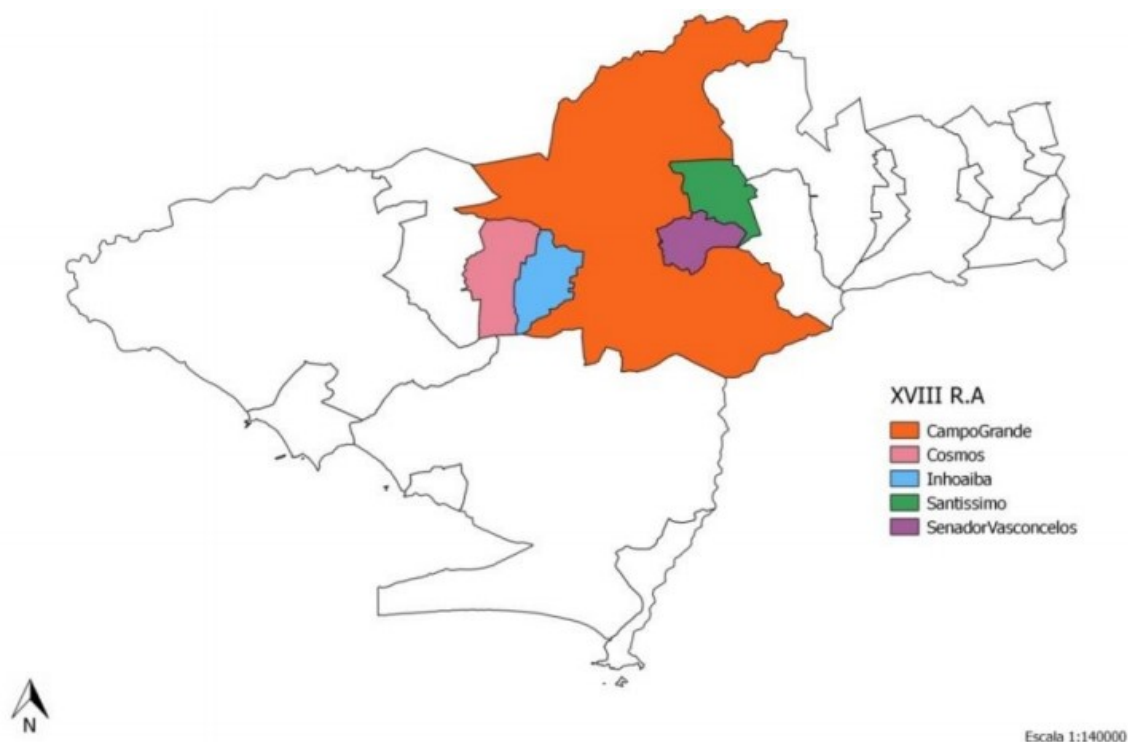 XVIII R.A
CampoGrande
Cosmos
Inhoaiba
Santissimo
SenadorVasconcelos
N
Escala 1:140000